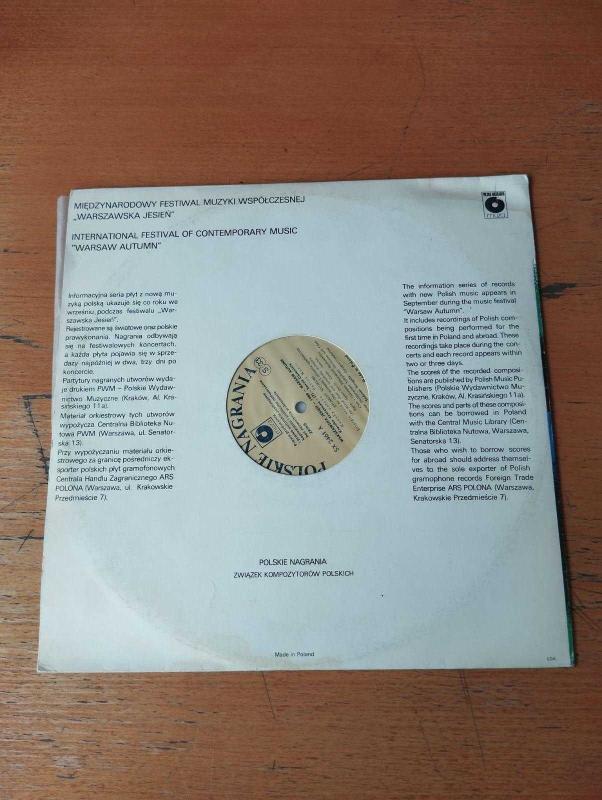 MIĘDZYNARODOWY FESTIWAL MUZYKI WSPÓŁCZESNEJ
„WARSZAWSKA JESIEŃ"
INTERNATIONAL FESTIVAL OF CONTEMPORARY MUSIC
"WARSAW AUTUMN"
POLSKIE NAGRANIA
muza
Informacyjna seria płyt z nową mu-
zyką polską ukazuje się co roku we
wrześniu podczas festiwalu „War-
szawska Jesień".
Rejestrowane są światowe oraz polskie
prawykonania. Nagrania odbywają
się na festiwalowych koncertach,
a każda płyta pojawia się w sprze-
dazy najpóźniej w dwa, trzy dni po
koncercie.
Partytury nagranych utworów wyda-
je drukiem PWM – Polskie Wydaw-
nictwo Muzyczne (Kraków, Al. Kra-
sińskiego 11a).
Materiał orkiestrowy tych utworów
wypożycza Centralna Biblioteka Nu-
towa PWM (Warszawa, ul. Senator-
ska 13).
Przy wypożyczaniu materiału orkie-
strowego za granicę pośredniczy ek-
sporter polskich płyt gramofonowych
Centrala Handlu Zagranicznego ARS
POLONA (Warszawa, ul. Krakowskie
Przedmieście 7).
The information series of records
with new Polish music appears in
September during the music festival
"Warsaw Autumn".
It includes recordings of Polish com-
positions being performed for the
first time in Poland and abroad. These
recordings take place during the con-
certs and each record appears within
two or three days.
The scores of the recorded composi-
tions are published by Polish Music Pu-
blishers (Polskie Wydawnictwo Mu-
zyczne, Kraków, Al. Krasińskiego 11a).
The scores and parts of these compo-
tions can be borrowed in Poland
with the Central Music Library (Cen-
tralna Biblioteka Nutowa, Warszawa,
Senatorska 13).
Those who wish to borrow scores
for abroad should address themsel-
ves to the sole exporter of Polish
gramophone records Foreign Trade
Enterprise ARS POLONA (Warszawa,
Krakowskie Przedmieście 7).
POLSKIE NAGRANIA
POLSKIE NAGRANIA
ZWIĄZEK KOMPOZYTORÓW POLSKICH
Made in Poland